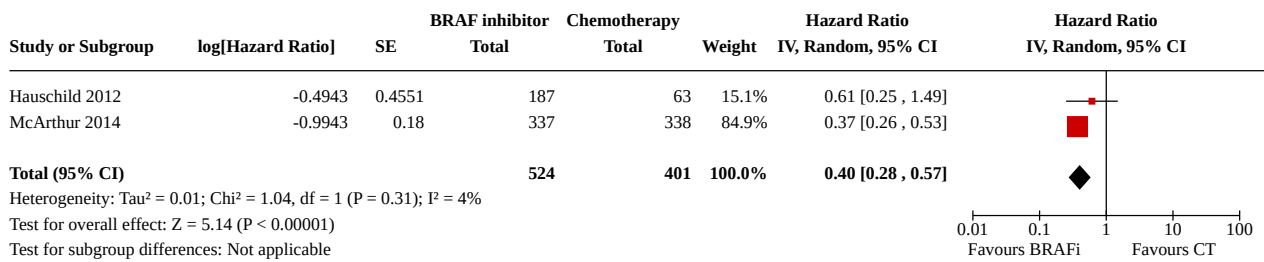 BRAF inhibitor Chemotherapy Hazard Ratio Hazard Ratio
Study or Subgroup log[Hazard Ratio] SE Total Total Weight IV, Random, 95% CI IV, Random, 95% CI
Hauschild 2012 -0.4943 0.4551 187 63 15.1% 0.61 [0.25 , 1.49]
McArthur 2014 -0.9943 0.18 337 338 84.9% 0.37 [0.26 , 0.53]
Total (95% CI) 524 401 100.0% 0.40 [0.28 , 0.57]
Heterogeneity: Tau² = 0.01; Chi² = 1.04, df = 1 (P = 0.31); I² = 4%
Test for overall effect: Z = 5.14 (P < 0.00001)
Test for subgroup differences: Not applicable
0.01 0.1 1 10 100
Favours BRAFi Favours CT